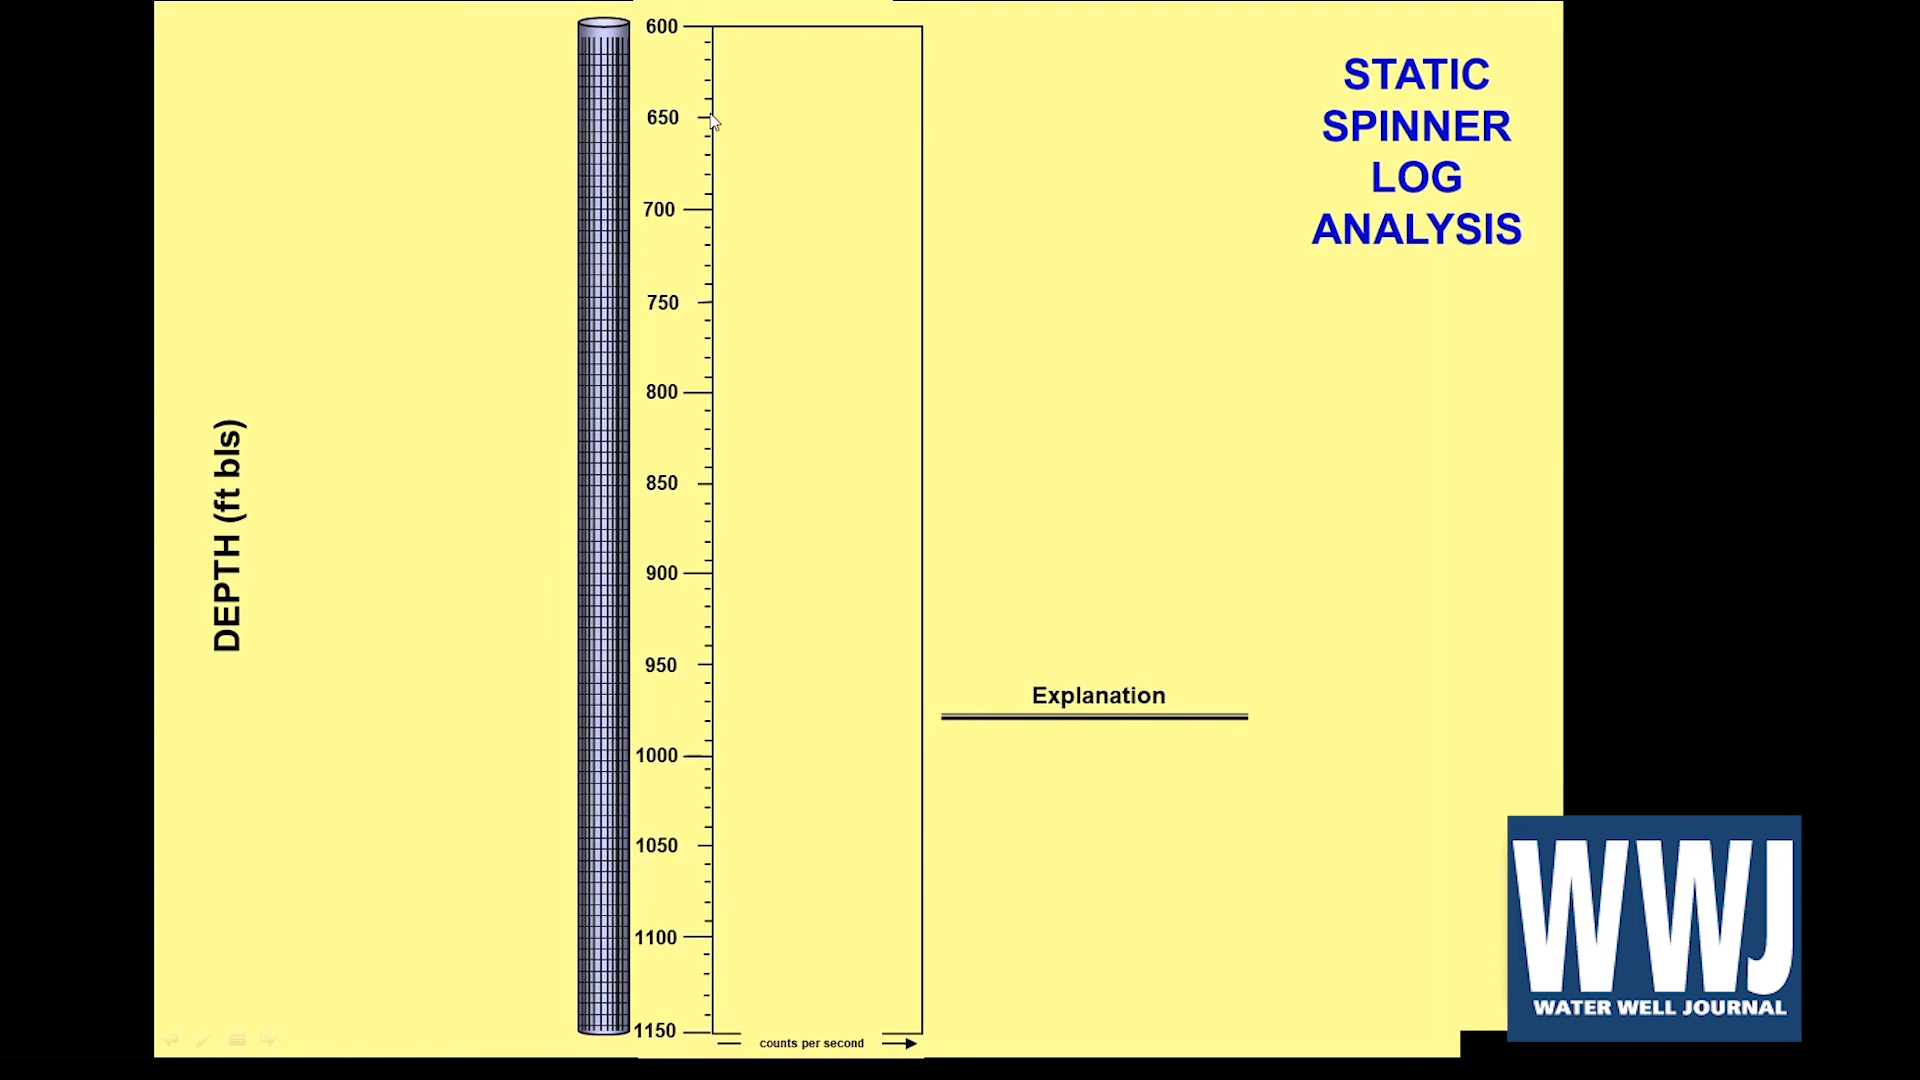 STATIC
SPINNER
LOG
ANALYSIS
DEPTH (ft bls)
600
650
700
750
800
850
900
950
1000
1050
1100
1150
counts per second
Explanation
WWJ
WATER WELL JOURNAL